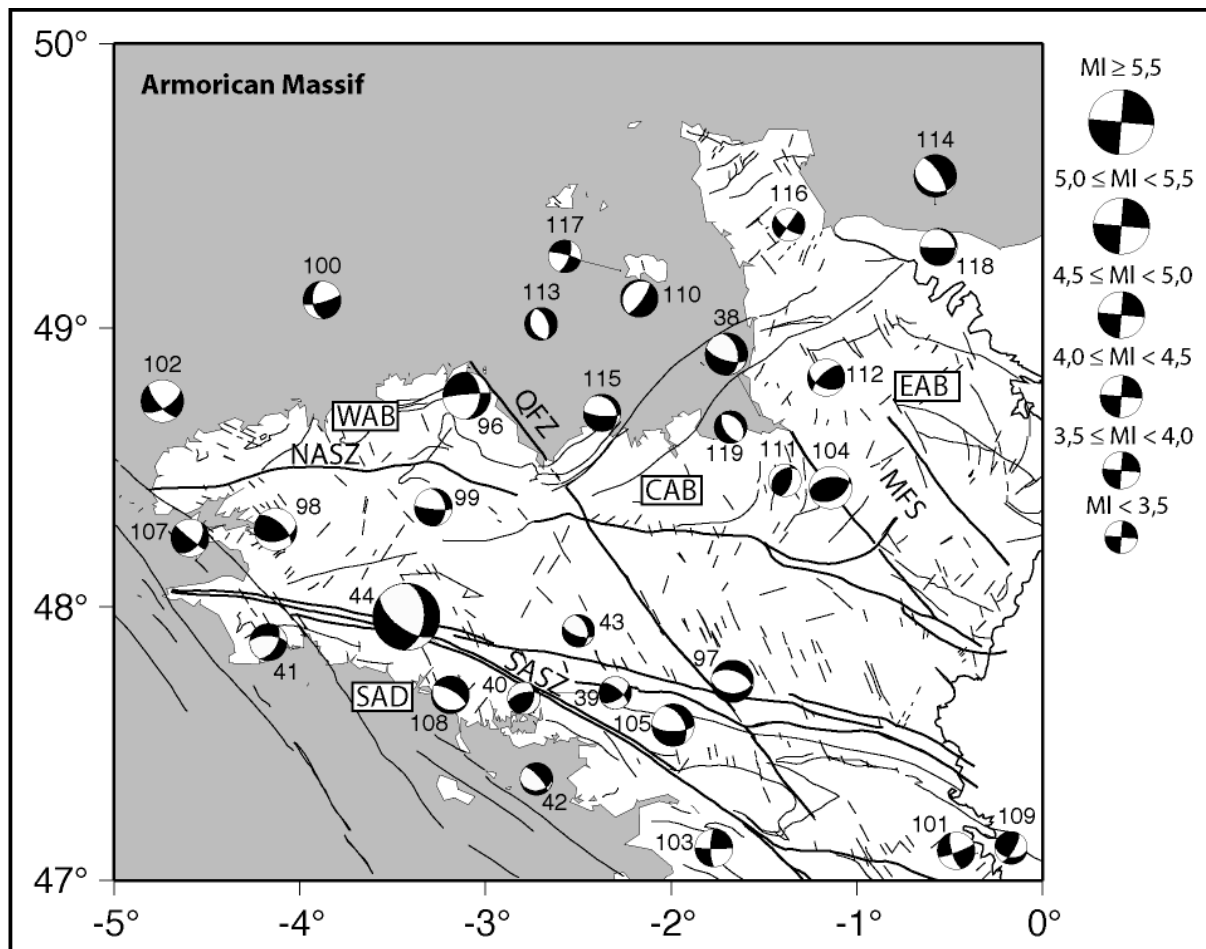 50°
Armorican Massif
Ml ≥ 5,5
114
5,0 ≤ Ml < 5,5
116
117
118
100
4,5 ≤ Ml < 5,0
113
110
49°
38
4,0 ≤ Ml < 4,5
102
112
EAB
115
WAB
QFZ
96
3,5 ≤ Ml < 4,0
119
NASZ
111
104
CAB
MFS
99
98
Ml < 3,5
107
48°
44
43
41
SASZ
97
40
39
SAD
108
105
42
103
101
109
47°
-5°
-4°
-3°
-2°
-1°
0°